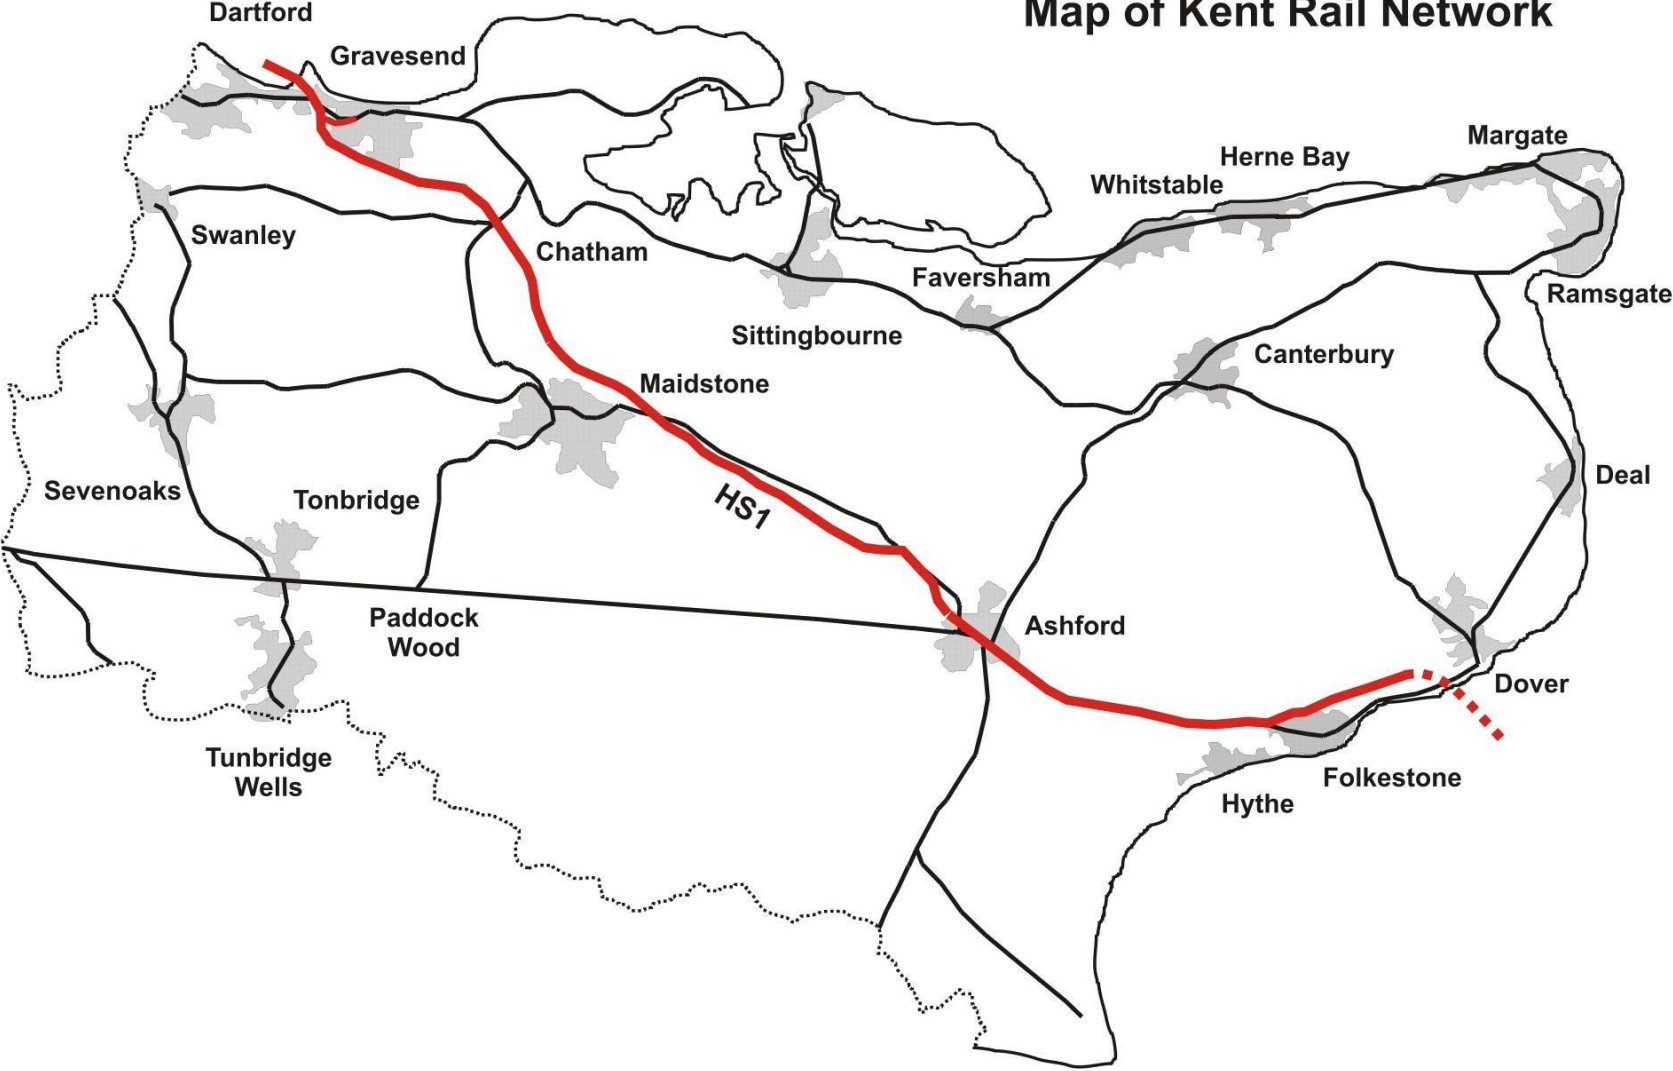 Map of Kent Rail Network
Dartford
Gravesend
Margate
Herne Bay
Whitstable
Swanley
Chatham
Faversham
Ramsgate
Sittingbourne
Canterbury
Maidstone
Deal
Sevenoaks
Tonbridge
HS1
Paddock
Wood
Ashford
Dover
Tunbridge
Wells
Folkestone
Hythe